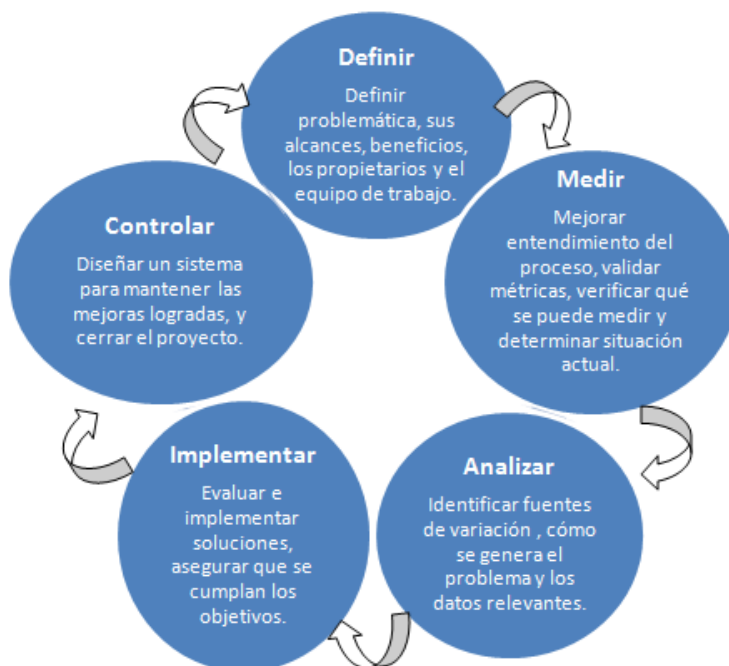 Definir
Definir
problemática, sus
alcances, beneficios,
los propietarios y el
equipo de trabajo.
Medir
Mejorar
entendimiento del
proceso, validar
métricas, verificar qué
se puede medir y
determinar situación
actual.
Analizar
Identificar fuentes
de variación , cómo
se genera el
problema y los
datos relevantes.
Implementar
Evaluar e
implementar
soluciones,
asegurar que se
cumplan los
objetivos.
Controlar
Diseñar un sistema
para mantener las
mejoras logradas, y
cerrar el proyecto.